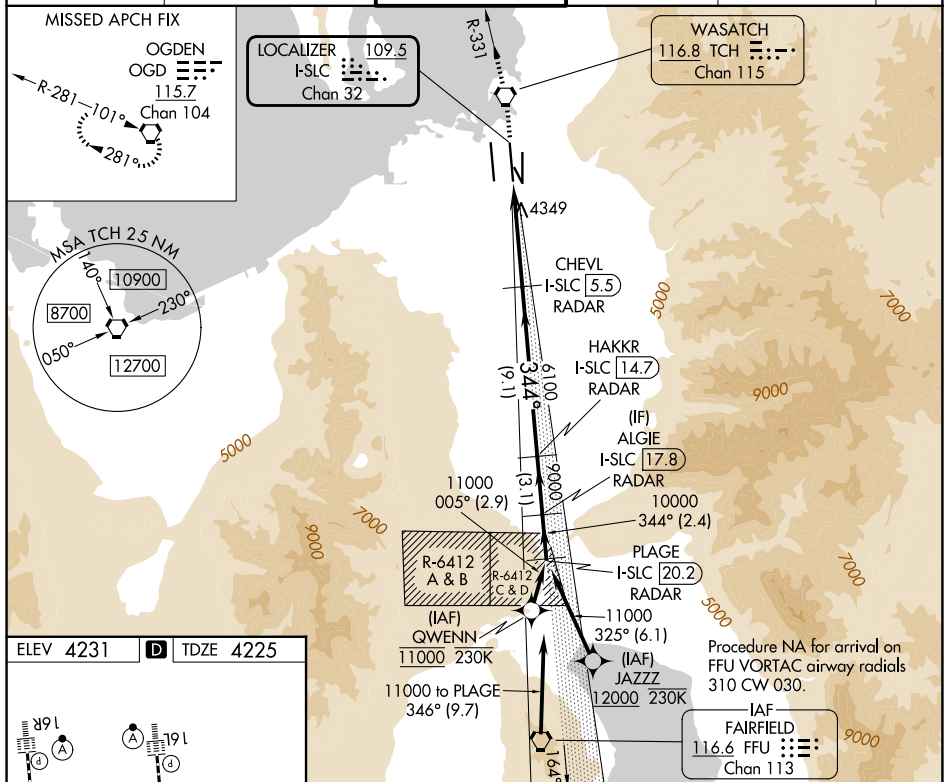 MISSED APCH FIX
OGDEN
OGD
115.7
Chan 104
R-281
101°
281°
LOCALIZER 109.5
I-SLC
Chan 32
R-331
WASATCH
116.8 TCH
Chan 115
4349
MSA TCH 25 NM
140°
10900
230°
8700
050°
12700
CHEVL
I-SLC 5.5
RADAR
5000
7000
HAKKR
I-SLC 14.7
RADAR
344°
(9.1)
6100
9000
(IF)
ALGIE
I-SLC 17.8
RADAR
5000
11000
005° (2.9)
(3.1)
9000
10000
344° (2.4)
7000
9000
R-6412
A & B
R-6412
C & D
PLAGE
I-SLC 20.2
RADAR
7000
5000
(IAF)
QWENN
11000 230K
11000
325° (6.1)
(IAF)
JAZZZ
12000 230K
Procedure NA for arrival on
FFU VORTAC airway radials
310 CW 030.
11000 to PLAGE
346° (9.7)
IAF
FAIRFIELD
116.6 FFU
Chan 113
9000
164°
ELEV 4231 D TDZE 4225
16R
A
P
A
16L
P